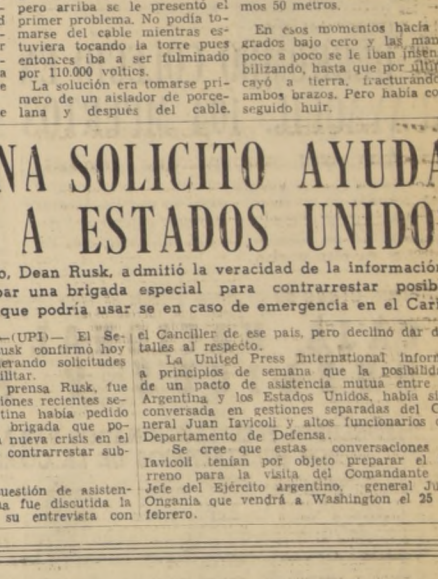 pero arriba se le presentó el
primer problema. No podía to-
marse del cable mientras es-
tuviera tocando la torre pues
entonces iba a ser fulminado
por 110.000 voltios.
La solución era tomarse pri-
mero de un aislador de porce-
lana y después del cable.
mos 50 metros.
En esos momentos hacía
grados bajo cero y las man
poco a poco se le iban insen
bilizando, hasta que por últim
cayó a tierra, fracturando
ambos brazos. Pero había co
seguido huir.
NA SOLICITO AYUDA
A ESTADOS UNIDO
o, Dean Rusk, admitió la veracidad de la información
par una brigada especial para contrarrestar posib
que podría usar se en caso de emergencia en el Car
—(UPI)— El Se-
usk confirmó hoy
erando solicitudes
litar.
prensa Rusk, fue
ones recientes se-
tina había pedido
brigada que po-
nueva crisis en el
contrarrestar sub-
uestión de asisten-
a fue discutida la
su entrevista con
el Canciller de ese país, pero declinó dar d
talles al respecto.
La United Press International inform
a principios de semana que la posibilida
de un pacto de asistencia mutua entre
Argentina y los Estados Unidos, había si
conversada en gestiones separadas del G
neral Juan Iavicoli y altos funcionarios d
Departamento de Defensa.
Se cree que estas conversaciones
Iavicoli tenían por objeto preparar el
rreno para la visita del Comandante
Jefe del Ejército Argentino, general Ju
Ongania que vendrá a Washington el 25
febrero.